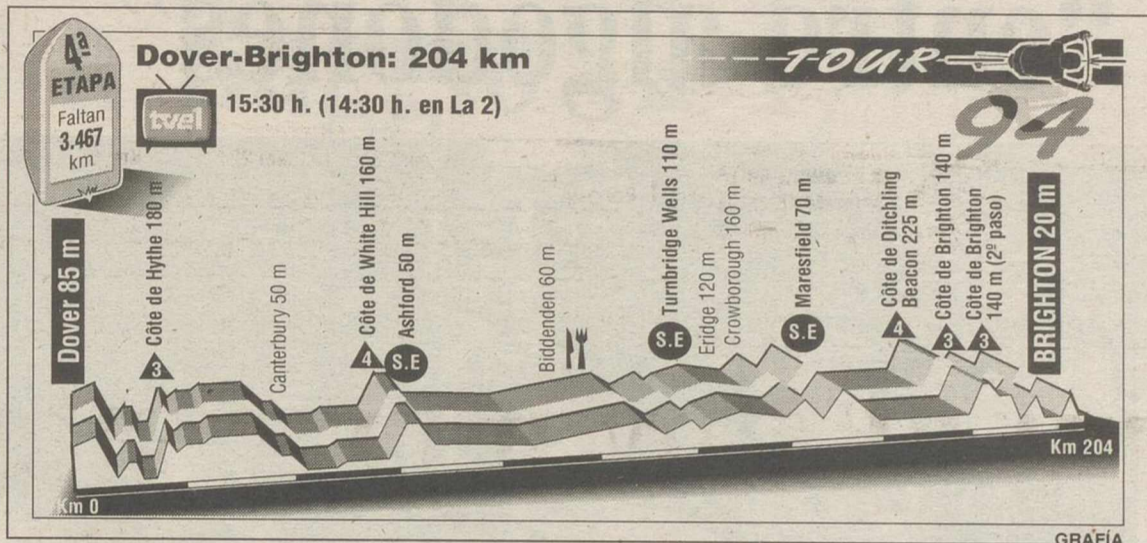 4ª
ETAPA
Faltan
3.467
km
Dover-Brighton: 204 km
tve1
15:30 h. (14:30 h. en La 2)
TOUR
94
Dover 85 m
Côte de Hythe 180 m
3
Canterbury 50 m
Côte de White Hill 160 m
4
Ashford 50 m
S.E
Biddenden 60 m
Turnbridge Wells 110 m
S.E
Eridge 120 m
Crowborough 160 m
Maresfield 70 m
S.E
Côte de Ditchling
Beacon 225 m
4
Côte de Brighton 140 m
3
Côte de Brighton
140 m (2º paso)
3
BRIGHTON 20 m
Km 0
Km 204
GRAFÍA